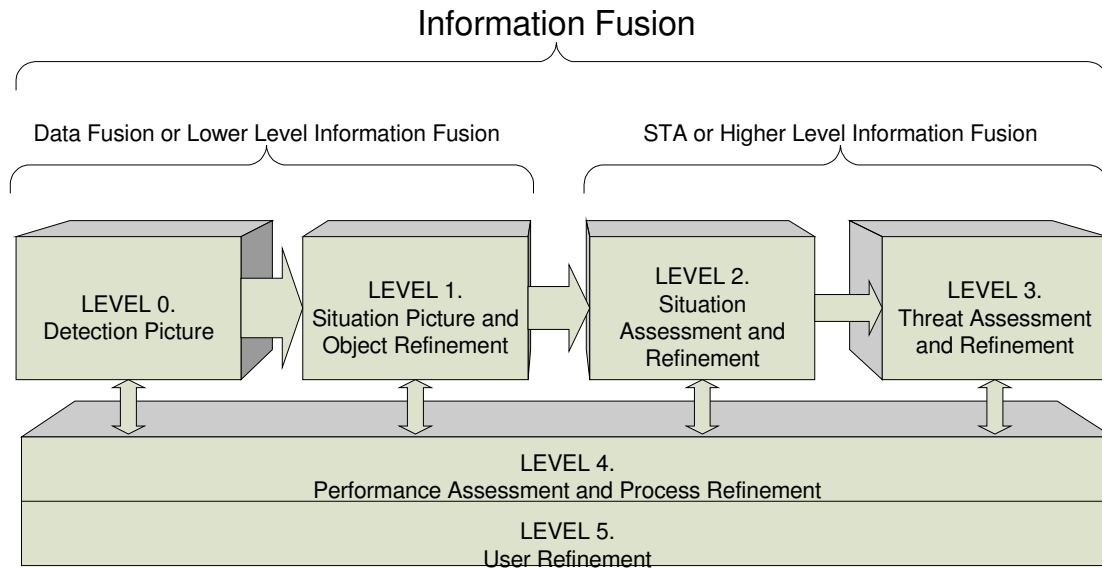 Information Fusion
Data Fusion or Lower Level Information Fusion
STA or Higher Level Information Fusion
LEVEL 0.
Detection Picture
LEVEL 1.
Situation Picture and
Object Refinement
LEVEL 2.
Situation
Assessment and
Refinement
LEVEL 3.
Threat Assessment
and Refinement
LEVEL 4.
Performance Assessment and Process Refinement
LEVEL 5.
User Refinement